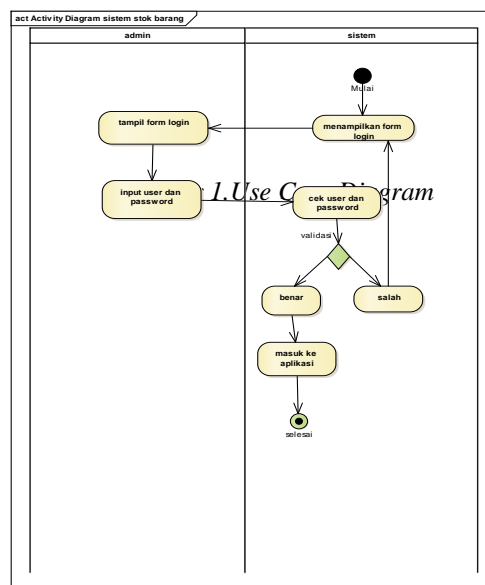 act Activity Diagram sistem stok barang
admin
sistem
Mulai
tampil form login
menampilkan form
login
input user dan
password
1.Use
Diagram
cek user dan
password
validasi
benar
salah
masuk ke
aplikasi
selesai